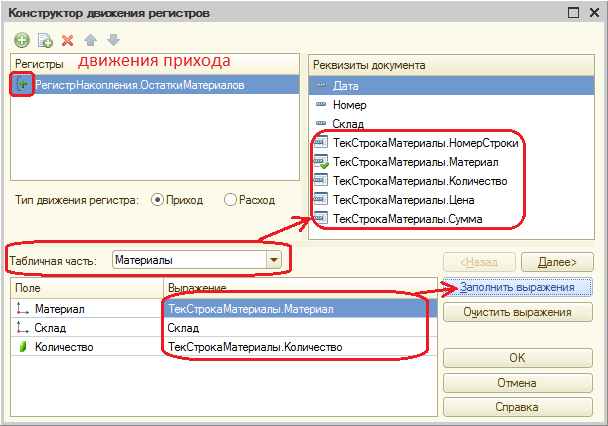 Конструктор движения регистров
Регистры
движения прихода
РегистрНакопления.ОстаткиМатериалов
Тип движения регистра:
Приход
Расход
Реквизиты документа
Дата
Номер
Склад
ТекСтрокаМатериалы.НомерСтроки
ТекСтрокаМатериалы.Материал
ТекСтрокаМатериалы.Количество
ТекСтрокаМатериалы.Цена
ТекСтрокаМатериалы.Сумма
Табличная часть:
Материалы
<Назад
Далее>
Поле
Выражение
Материал
ТекСтрокаМатериалы.Материал
Склад
Склад
Количество
ТекСтрокаМатериалы.Количество
Заполнить выражения
Очистить выражения
OK
Отмена
Справка